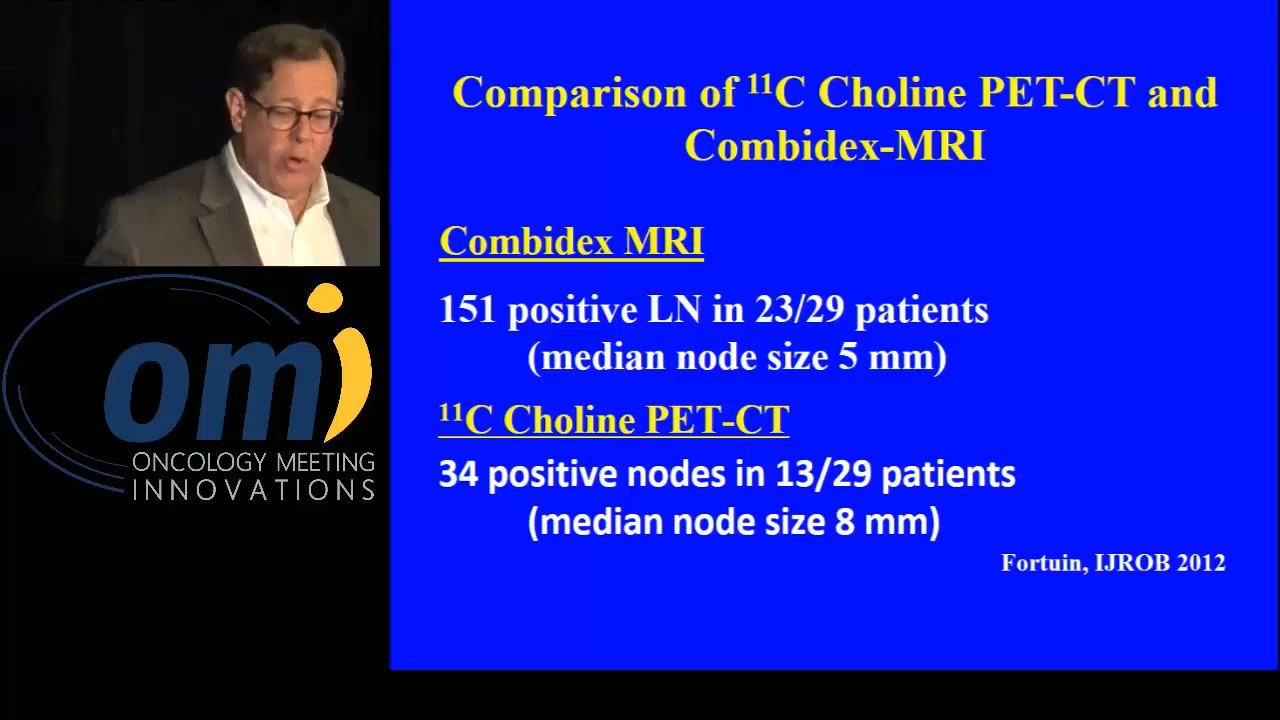 Comparison of ¹¹C Choline PET-CT and
Combidex-MRI
Combidex MRI
151 positive LN in 23/29 patients
(median node size 5 mm)
¹¹C Choline PET-CT
34 positive nodes in 13/29 patients
(median node size 8 mm)
Fortuin, IJROB 2012
omi
ONCOLOGY MEETING
INNOVATIONS